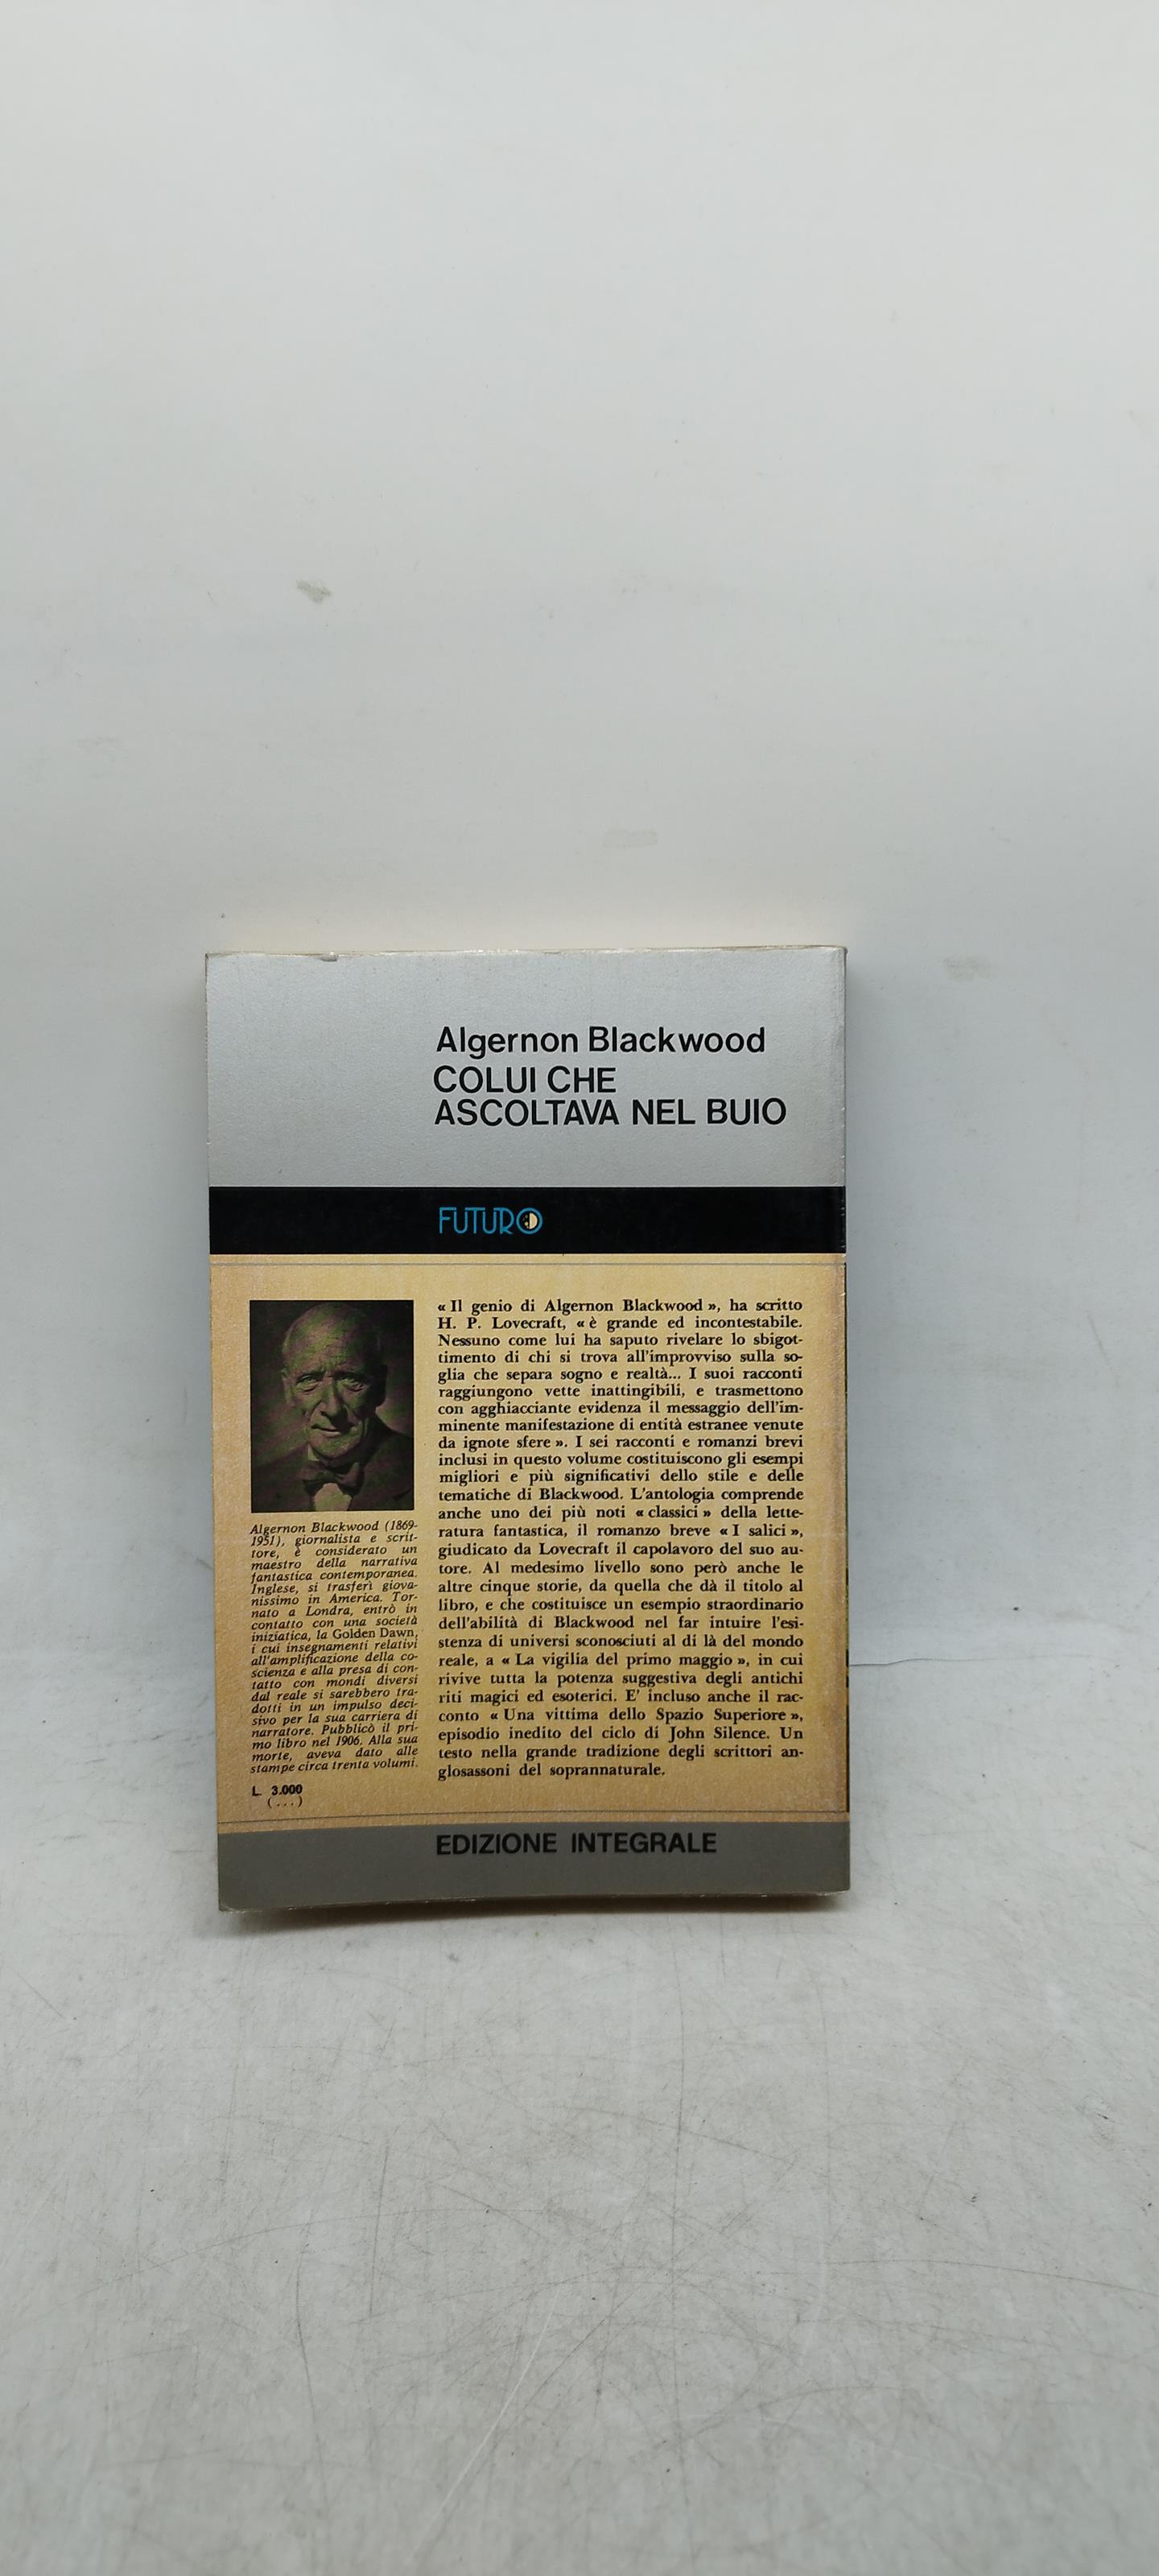 Algernon Blackwood
COLUI CHE
ASCOLTAVA NEL BUIO
FUTURO
« Il genio di Algernon Blackwood », ha scritto
H. P. Lovecraft, « è grande ed incontestabile.
Nessuno come lui ha saputo rivelare lo sbigot-
timento di chi si trova all'improvviso sulla so-
glia che separa sogno e realtà... I suoi racconti
raggiungono vette inattingibili, e trasmettono
con agghiacciante evidenza il messaggio dell'im-
minente manifestazione di entità estranee venute
da ignote sfere ». I sei racconti e romanzi brevi
inclusi in questo volume costituiscono gli esempi
migliori e più significativi dello stile e delle
tematiche di Blackwood. L'antologia comprende
anche uno dei più noti « classici » della lette-
ratura fantastica, il romanzo breve « I salici »,
giudicato da Lovecraft il capolavoro del suo au-
tore. Al medesimo livello sono però anche le
altre cinque storie, da quella che dà il titolo al
libro, e che costituisce un esempio straordinario
dell'abilità di Blackwood nel far intuire l'esi-
stenza di universi sconosciuti al di là del mondo
reale, a « La vigilia del primo maggio », in cui
rivive tutta la potenza suggestiva degli antichi
riti magici ed esoterici. E' incluso anche il rac-
conto « Una vittima dello Spazio Superiore »,
episodio inedito del ciclo di John Silence. Un
testo nella grande tradizione degli scrittori an-
glosassoni del soprannaturale.
Algernon Blackwood (1869-
1951), giornalista e scrit-
tore, è considerato un
maestro della narrativa
fantastica contemporanea.
Inglese, si trasferì giova-
nissimo in America. Tor-
nato a Londra, entrò in
contatto con una società
iniziatica, la Golden Dawn,
i cui insegnamenti relativi
all'amplificazione della co-
scienza e alla presa di con-
tatto con mondi diversi
dal reale si sarebbero tra-
dotti in un impulso deci-
sivo per la sua carriera di
narratore. Pubblicò il pri-
mo libro nel 1906. Alla sua
morte, aveva dato alle
stampe circa trenta volumi.
L. 3.000
(...)
EDIZIONE INTEGRALE